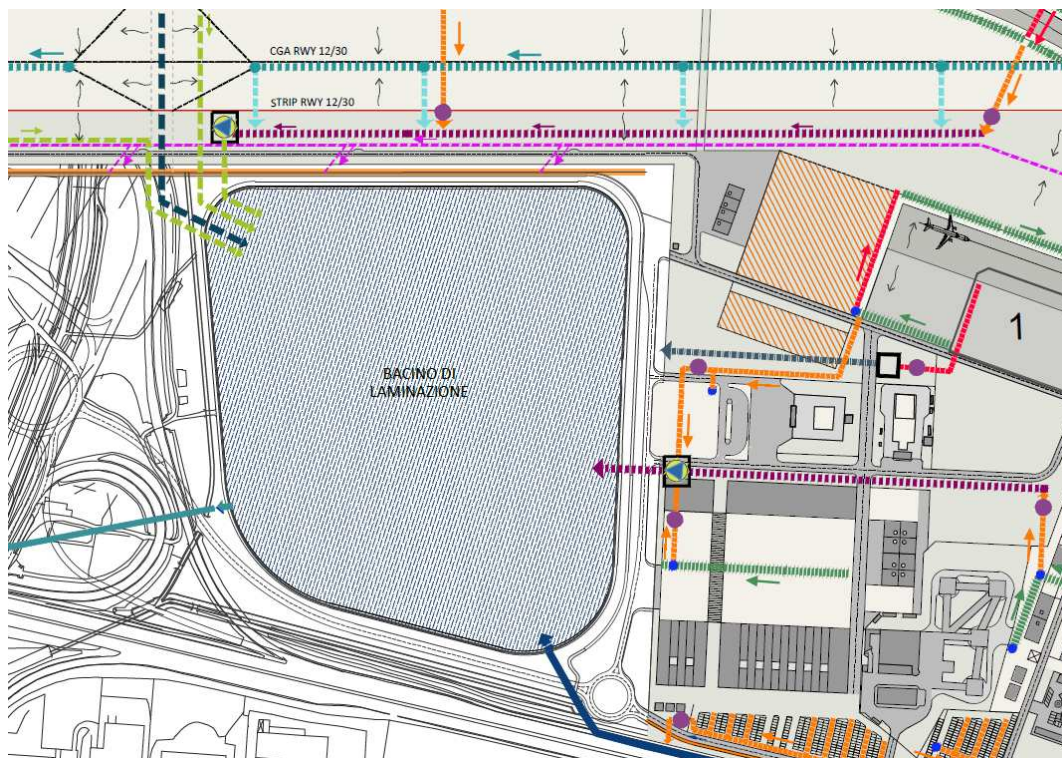 CGA RWY 12/30
STRIP RWY 12/30
1
BACINO DI
LAMINAZIONE